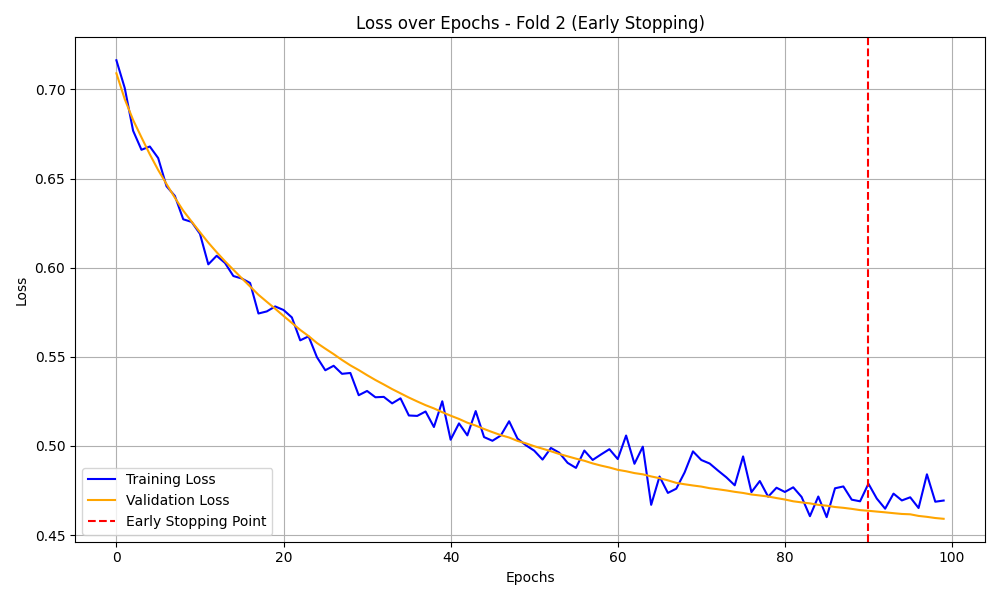 Loss over Epochs - Fold 2 (Early Stopping)
0.70
0.65
0.60
0.55
0.50
0.45
Loss
Training Loss
Validation Loss
Early Stopping Point
0 20 40 60 80 100
Epochs